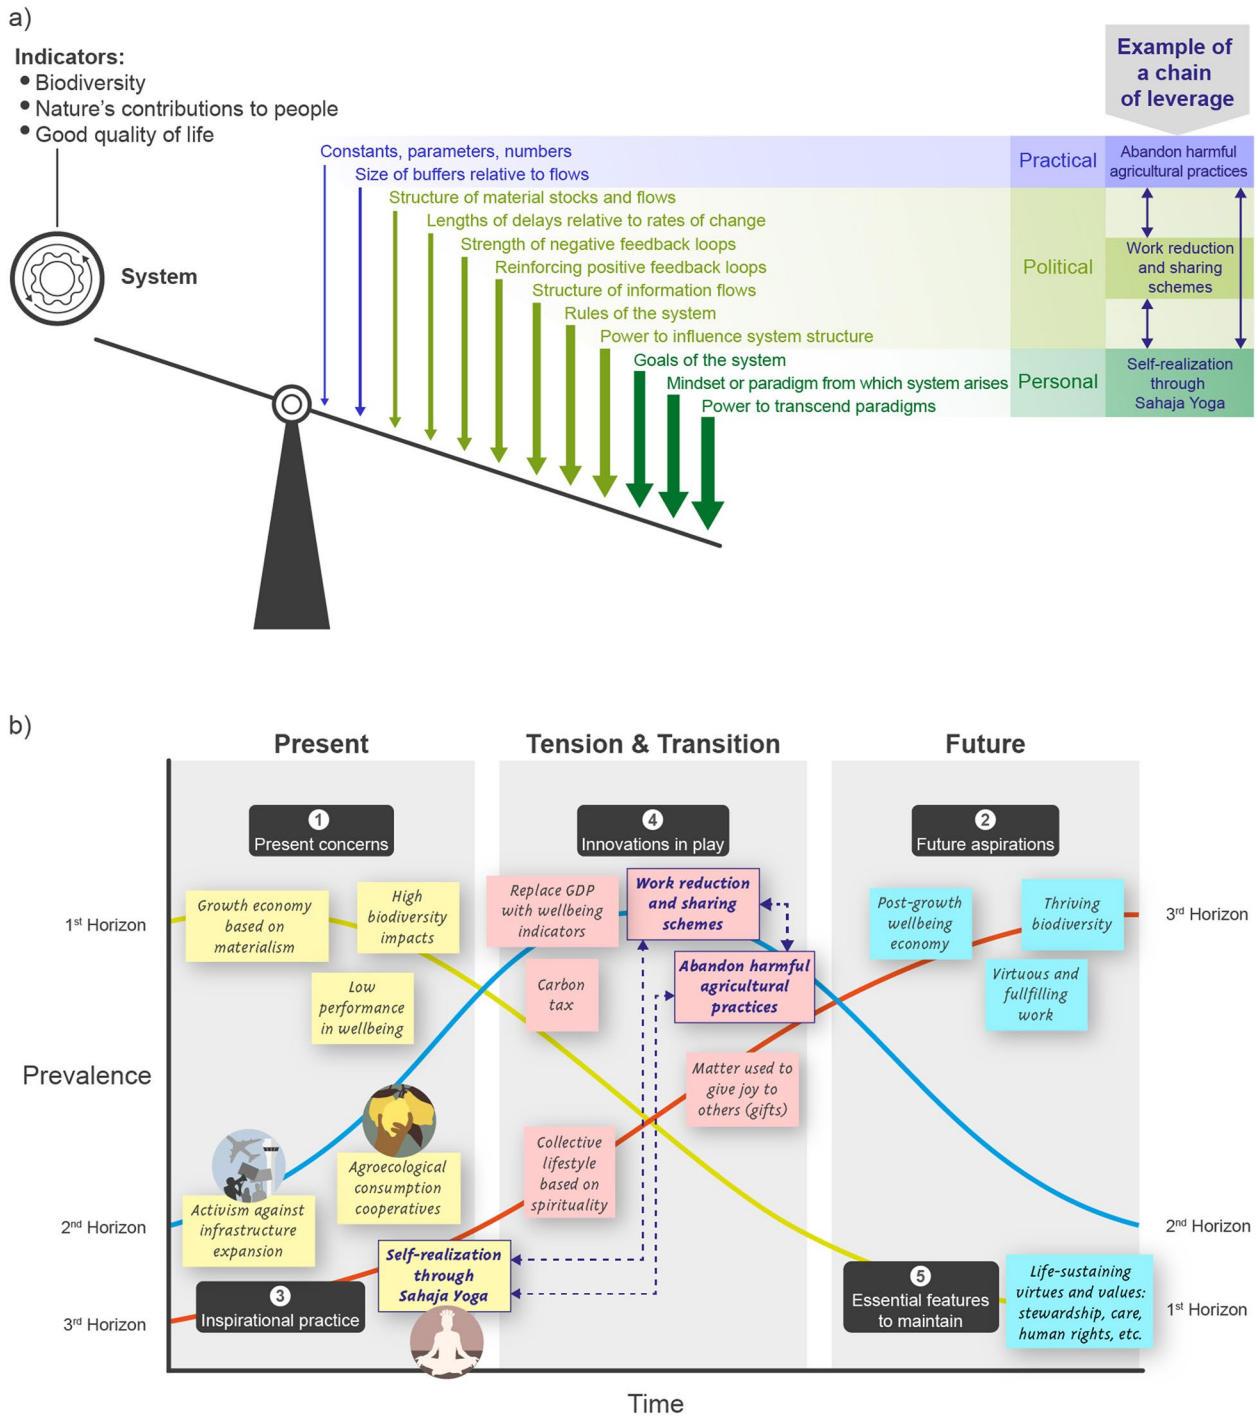 a)
Indicators:
• Biodiversity
• Nature's contributions to people
• Good quality of life
System
Example of
a chain
of leverage
Constants, parameters, numbers
Size of buffers relative to flows
Structure of material stocks and flows
Lengths of delays relative to rates of change
Strength of negative feedback loops
Reinforcing positive feedback loops
Structure of information flows
Rules of the system
Power to influence system structure
Goals of the system
Mindset or paradigm from which system arises
Power to transcend paradigms
Practical
Political
Personal
Abandon harmful
agricultural practices
Work reduction
and sharing
schemes
Self-realization
through
Sahaja Yoga
b)
Present
Tension & Transition
Future
1
Present concerns
4
Innovations in play
2
Future aspirations
Growth economy
based on
materialism
High
biodiversity
impacts
Low
performance
in wellbeing
Replace GDP
with wellbeing
indicators
Work reduction
and sharing
schemes
Carbon
tax
Abandon harmful
agricultural
practices
Matter used to
give joy to
others (gifts)
Collective
lifestyle
based on
spirituality
Post-growth
wellbeing
economy
Thriving
biodiversity
Virtuous and
fullfilling
work
Activism against
infrastructure
expansion
Agroecological
consumption
cooperatives
Self-realization
through
Sahaja Yoga
3
Inspirational practice
5
Essential features
to maintain
Life-sustaining
virtues and values:
stewardship, care,
human rights, etc.
1st Horizon
2nd Horizon
3rd Horizon
3rd Horizon
2nd Horizon
1st Horizon
Prevalence
Time